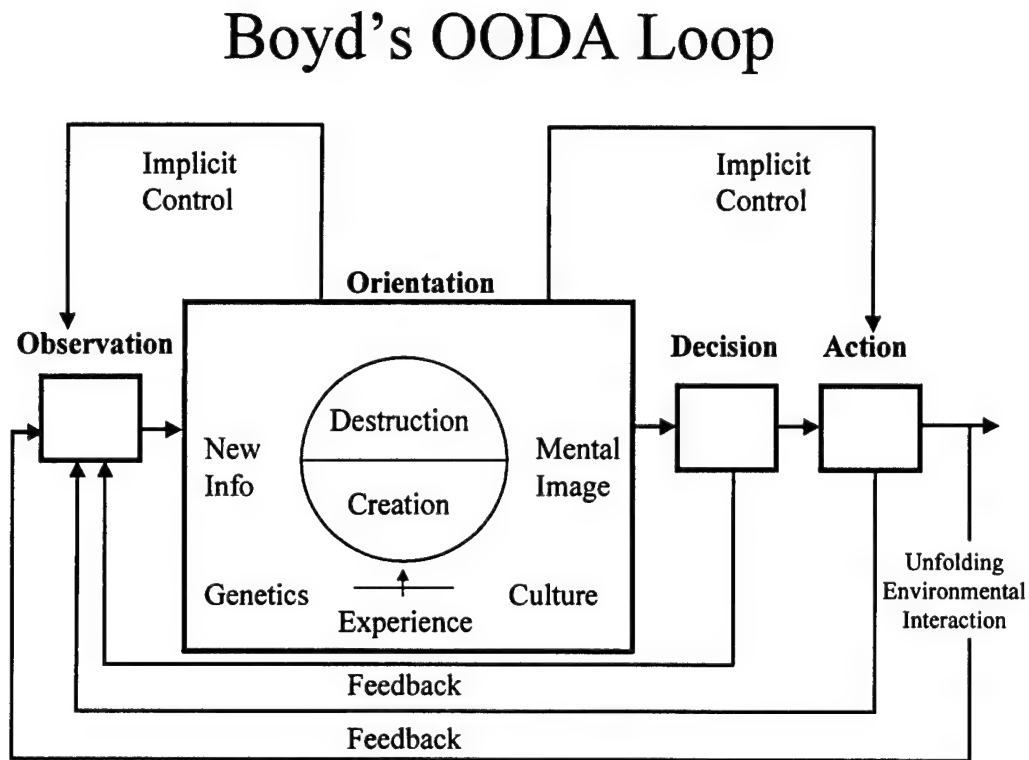 Boyd's OODA Loop
Implicit
Control
Implicit
Control
Orientation
Observation
Decision
Action
Destruction
New
Info
Mental
Image
Creation
Genetics
Experience
Culture
Unfolding
Environmental
Interaction
Feedback
Feedback